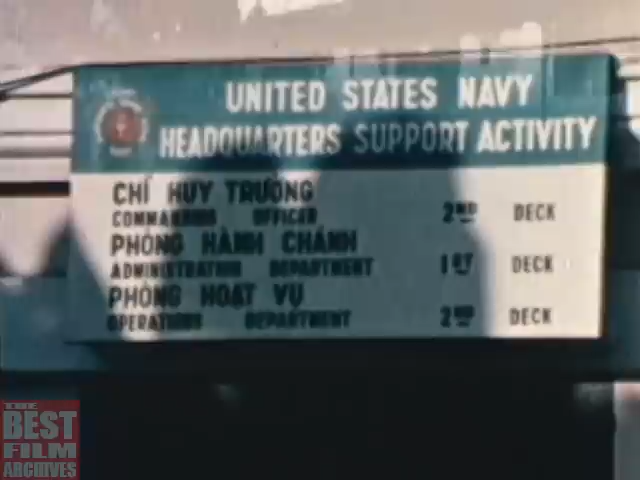 UNITED STATES NAVY
HEADQUARTERS SUPPORT ACTIVITY
CHỈ HUY TRƯỞNG
COMMANDING OFFICER 2ND DECK
PHÒNG HÀNH CHÁNH
ADMINISTRATION DEPARTMENT 1ST DECK
PHÒNG HOẠT VỤ
OPERATIONS DEPARTMENT 2ND DECK
THE
BEST
FILM
ARCHIVES